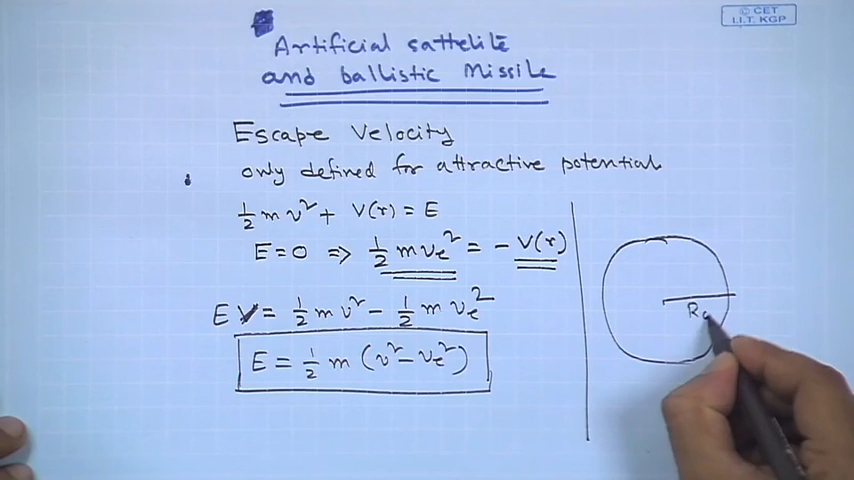 © CET
I.I.T. KGP
Artificial sattelite
and ballistic Missile
Escape Velocity
only defined for attractive potential
1/2 m v² + V(r) = E
E = 0 ⇒ 1/2 m vₑ² = - V(r)
E = 1/2 m v² - 1/2 m vₑ²
E = 1/2 m (v² - vₑ²)